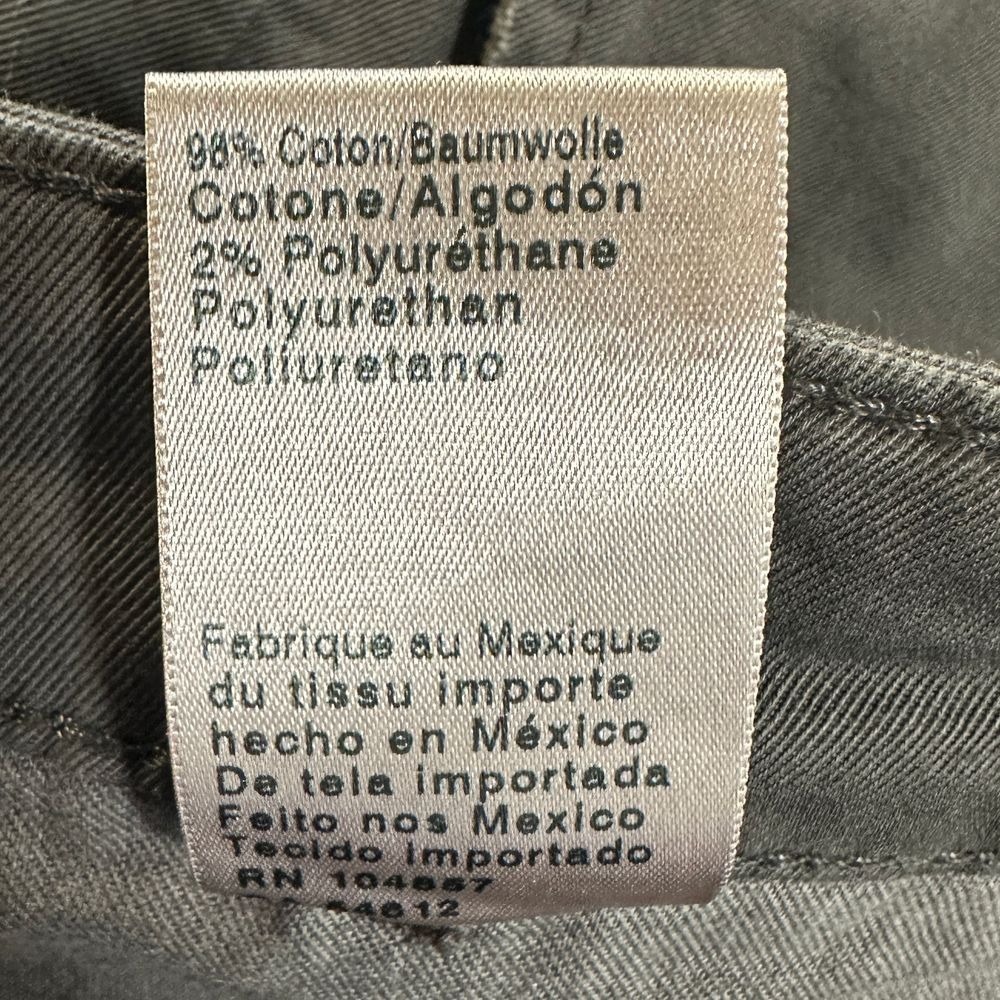 98% Coton/Baumwolle
Cotone/Algodón
2% Polyuréthane
Polyurethan
Poliuretano
Fabrique au Mexique
du tissu importe
hecho en México
De tela importada
Feito nos Mexico
Tecido importado
RN 104887